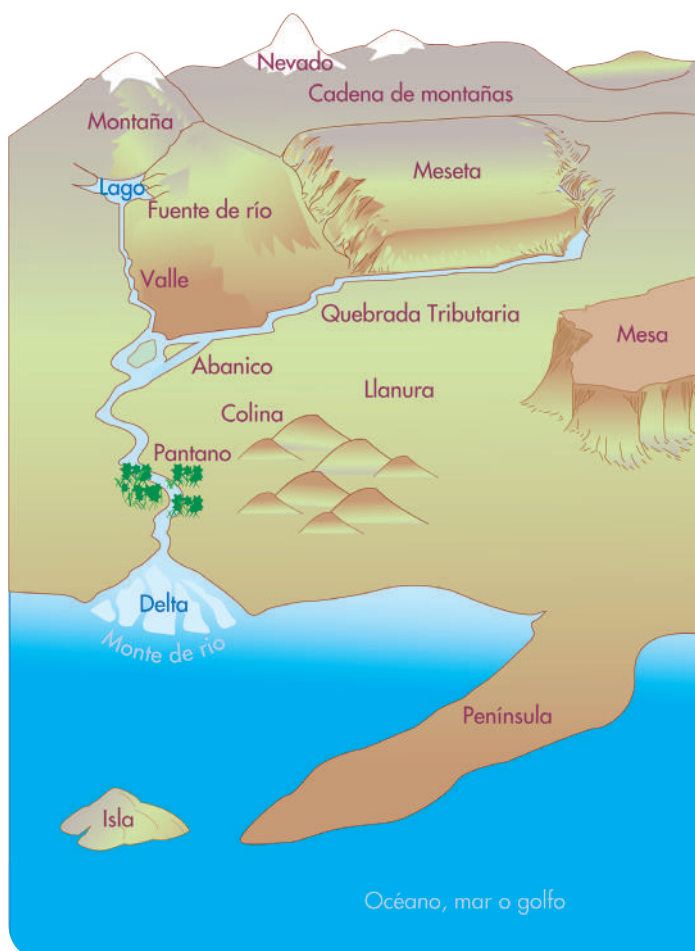 Nevado
Cadena de montañas
Montaña
Meseta
Lago
Fuente de río
Valle
Quebrada Tributaria
Mesa
Abanico
Llanura
Colina
Pantano
Delta
Monte de río
Península
Isla
Océano, mar o golfo